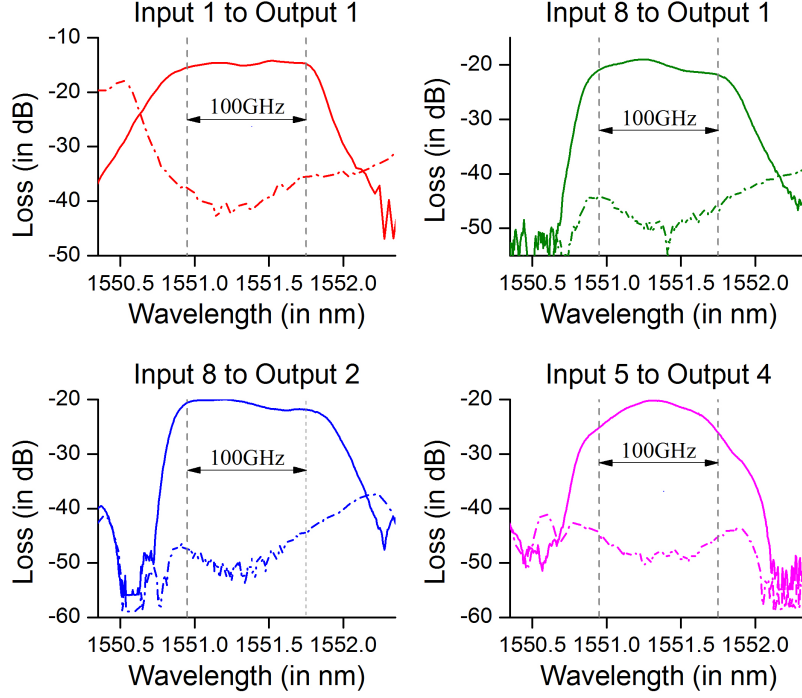 Input 1 to Output 1
Input 8 to Output 1
-10
-20
-30
-40
-50
Loss (in dB)
100GHz
1550.5 1551.0 1551.5 1552.0
Wavelength (in nm)
-20
-30
-40
-50
Loss (in dB)
100GHz
1550.5 1551.0 1551.5 1552.0
Wavelength (in nm)
Input 8 to Output 2
Input 5 to Output 4
-20
-30
-40
-50
-60
Loss (in dB)
100GHz
1550.5 1551.0 1551.5 1552.0
Wavelength (in nm)
-20
-30
-40
-50
-60
Loss (in dB)
100GHz
1550.5 1551.0 1551.5 1552.0
Wavelength (in nm)